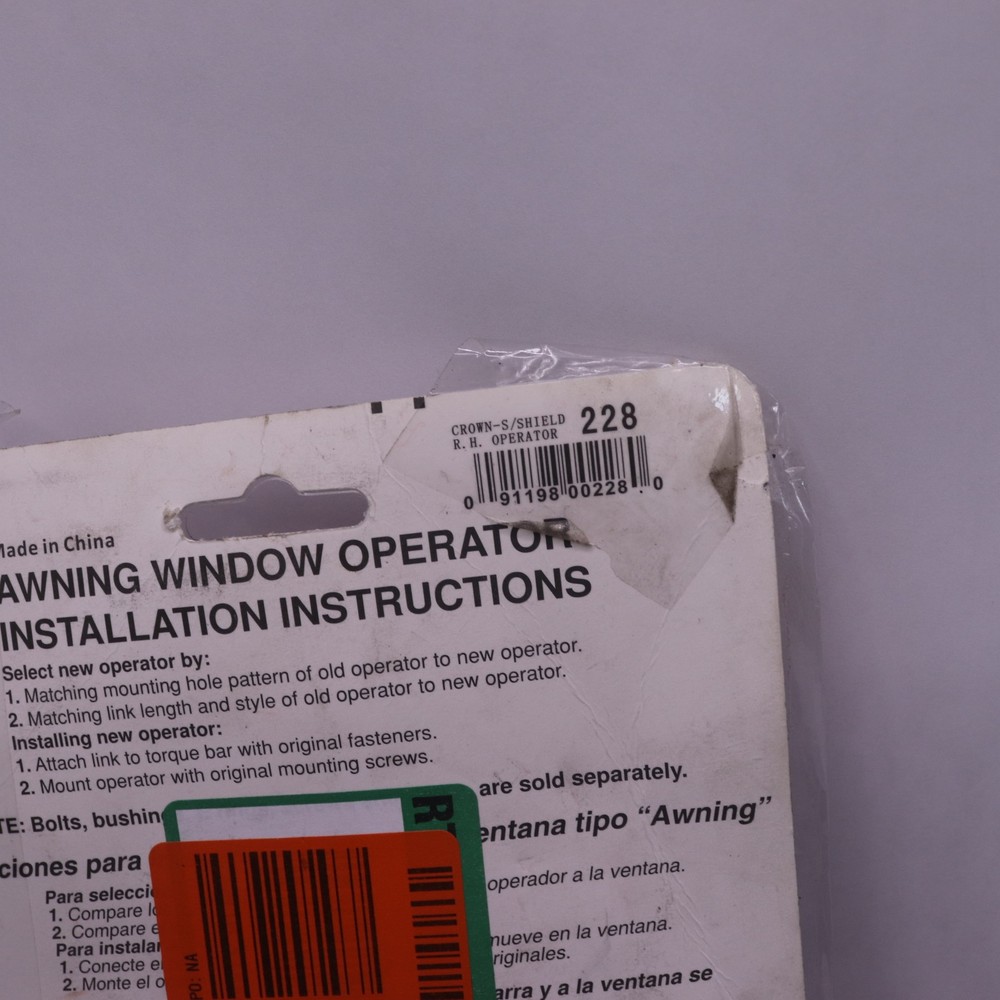 CROWN-S/SHIELD 228
R.H. OPERATOR
0 91198 00228 0
Made in China
AWNING WINDOW OPERATOR
INSTALLATION INSTRUCTIONS
Select new operator by:
1. Matching mounting hole pattern of old operator to new operator.
2. Matching link length and style of old operator to new operator.
Installing new operator:
1. Attach link to torque bar with original fasteners.
2. Mount operator with original mounting screws.
TE: Bolts, bushin are sold separately.
ciones para entana tipo “Awning”
Para selecci operador a la ventana.
1. Compare
2. Compare mueve en la ventana.
Para instalar riginales.
1. Conecte
2. Monte el arra y a la ventana se
PO: NA